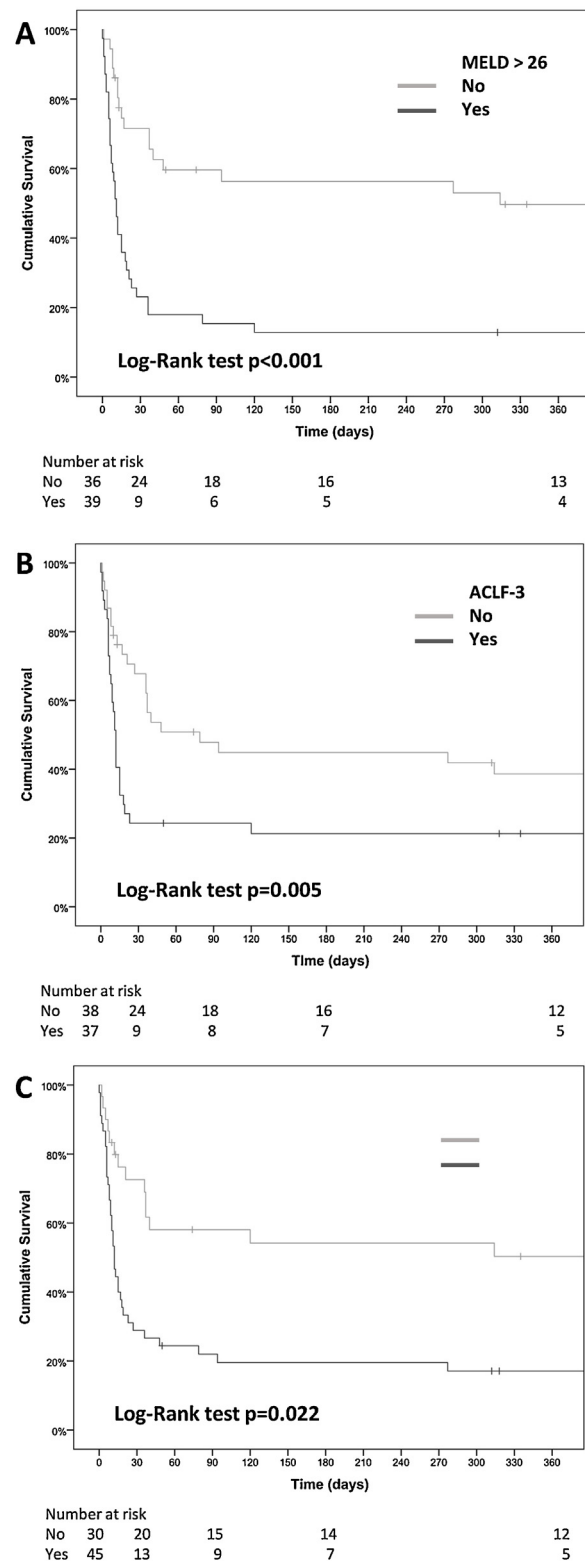 A
100%
80%
60%
40%
20%
0%
Cumulative Survival
MELD > 26
No
Yes
Log-Rank test p<0.001
0 30 60 90 120 150 180 210 240 270 300 330 360
Time (days)
Number at risk
No 36 24 18 16 13
Yes 39 9 6 5 4
B
100%
80%
60%
40%
20%
0%
Cumulative Survival
ACLF-3
No
Yes
Log-Rank test p=0.005
0 30 60 90 120 150 180 210 240 270 300 330 360
TIme (days)
Number at risk
No 38 24 18 16 12
Yes 37 9 8 7 5
C
100%
80%
60%
40%
20%
0%
Cumulative Survival
Log-Rank test p=0.022
0 30 60 90 120 150 180 210 240 270 300 330 360
Time (days)
Number at risk
No 30 20 15 14 12
Yes 45 13 9 7 5